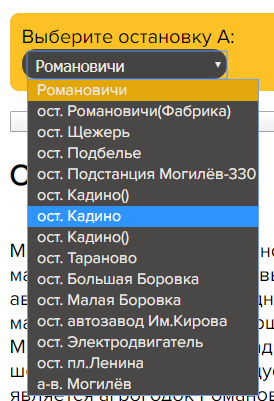 Выберите остановку А:
Романовичи
Романовичи
ост. Романовичи(Фабрика)
ост. Щежерь
ост. Подбелье
ост. Подстанция Могилёв-330
ост. Кадино()
ост. Кадино
ост. Кадино()
ост. Тараново
ост. Большая Боровка
ост. Малая Боровка
ост. автозавод Им.Кирова
ост. Электродвигатель
ост. пл.Ленина
а-в. Могилёв